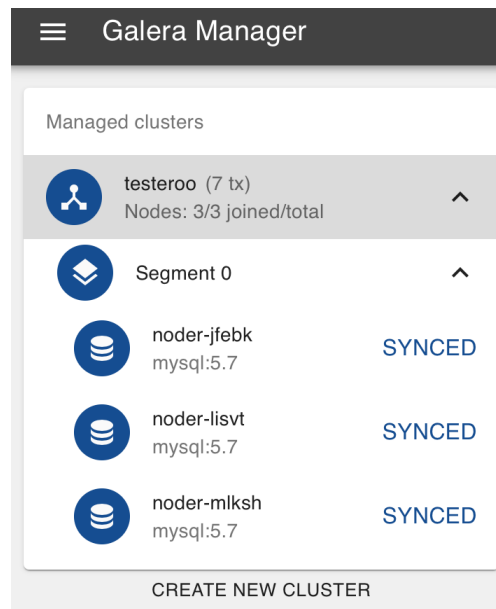 Galera Manager
Managed clusters
testeroo (7 tx)
Nodes: 3/3 joined/total
Segment 0
noder-jfebk
mysql:5.7
SYNCED
noder-lisvt
mysql:5.7
SYNCED
noder-mlksh
mysql:5.7
SYNCED
CREATE NEW CLUSTER